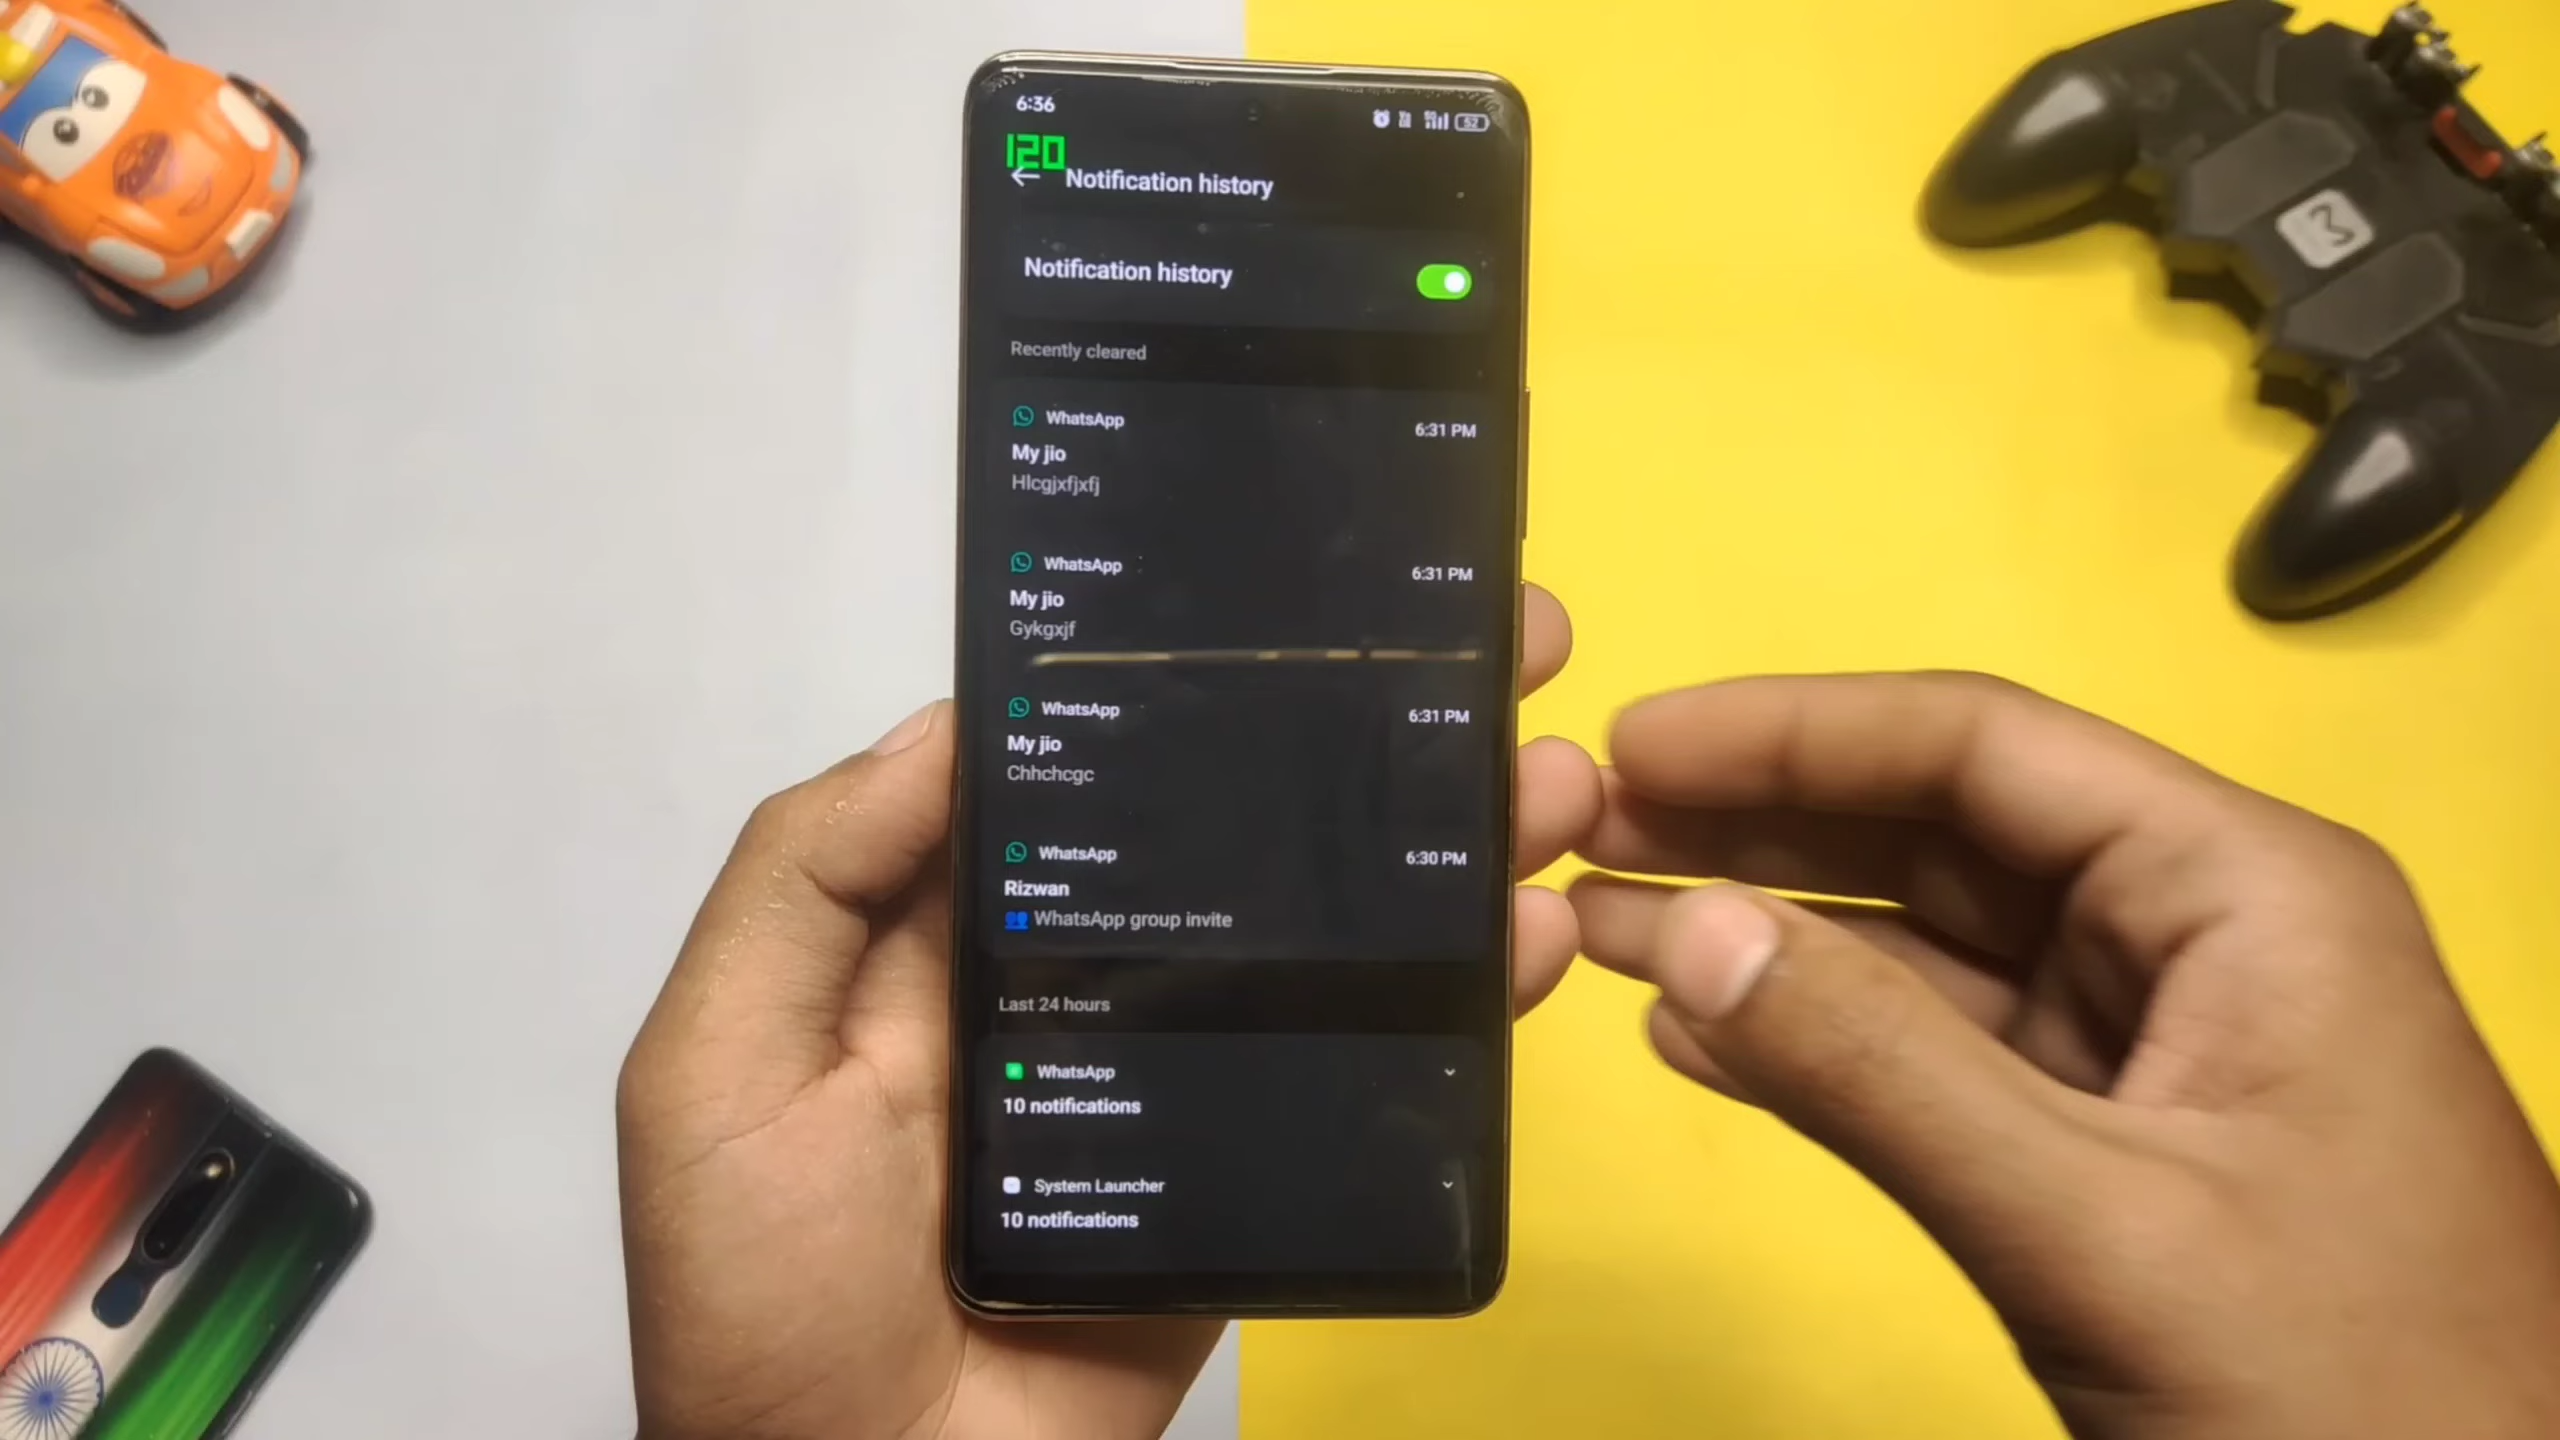 6:36
52
120
Notification history
Notification history
Recently cleared
WhatsApp
6:31 PM
My jio
Hlcgjxfjxfj
WhatsApp
6:31 PM
My jio
Gykgxjf
WhatsApp
6:31 PM
My jio
Chhchcgc
WhatsApp
6:30 PM
Rizwan
WhatsApp group invite
Last 24 hours
WhatsApp
10 notifications
System Launcher
10 notifications